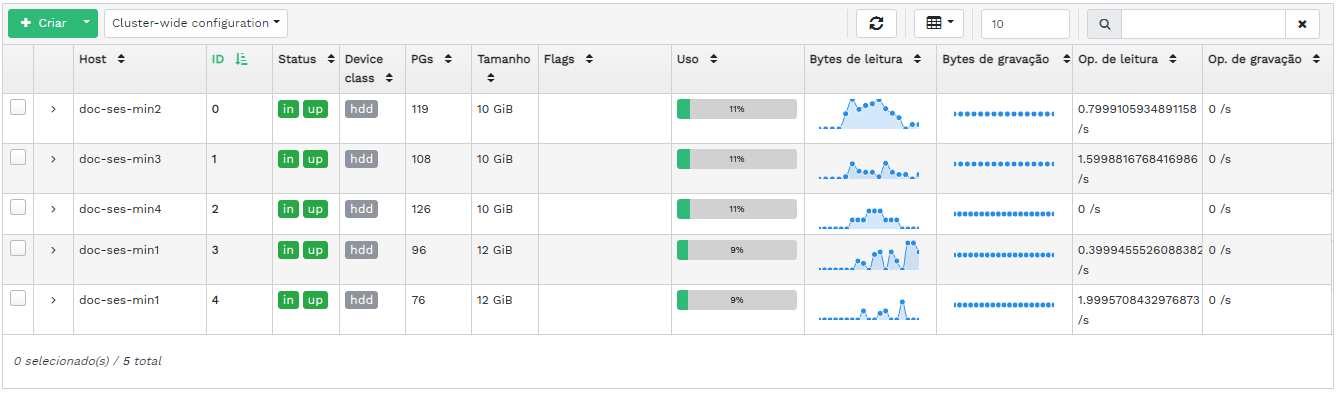 Criar Cluster-wide configuration 10
Host ID Status Device class PGs Tamanho Flags Uso Bytes de leitura Bytes de gravação Op. de leitura Op. de gravação
doc-ses-min2 0 in up hdd 119 10 GiB 11% 0.7999105934891158 /s 0 /s
doc-ses-min3 1 in up hdd 108 10 GiB 11% 1.5998816768416986 /s 0 /s
doc-ses-min4 2 in up hdd 126 10 GiB 11% 0 /s 0 /s
doc-ses-min1 3 in up hdd 96 12 GiB 9% 0.3999455526088382 /s 0 /s
doc-ses-min1 4 in up hdd 76 12 GiB 9% 1.9995708432976873 /s 0 /s
0 selecionado(s) / 5 total